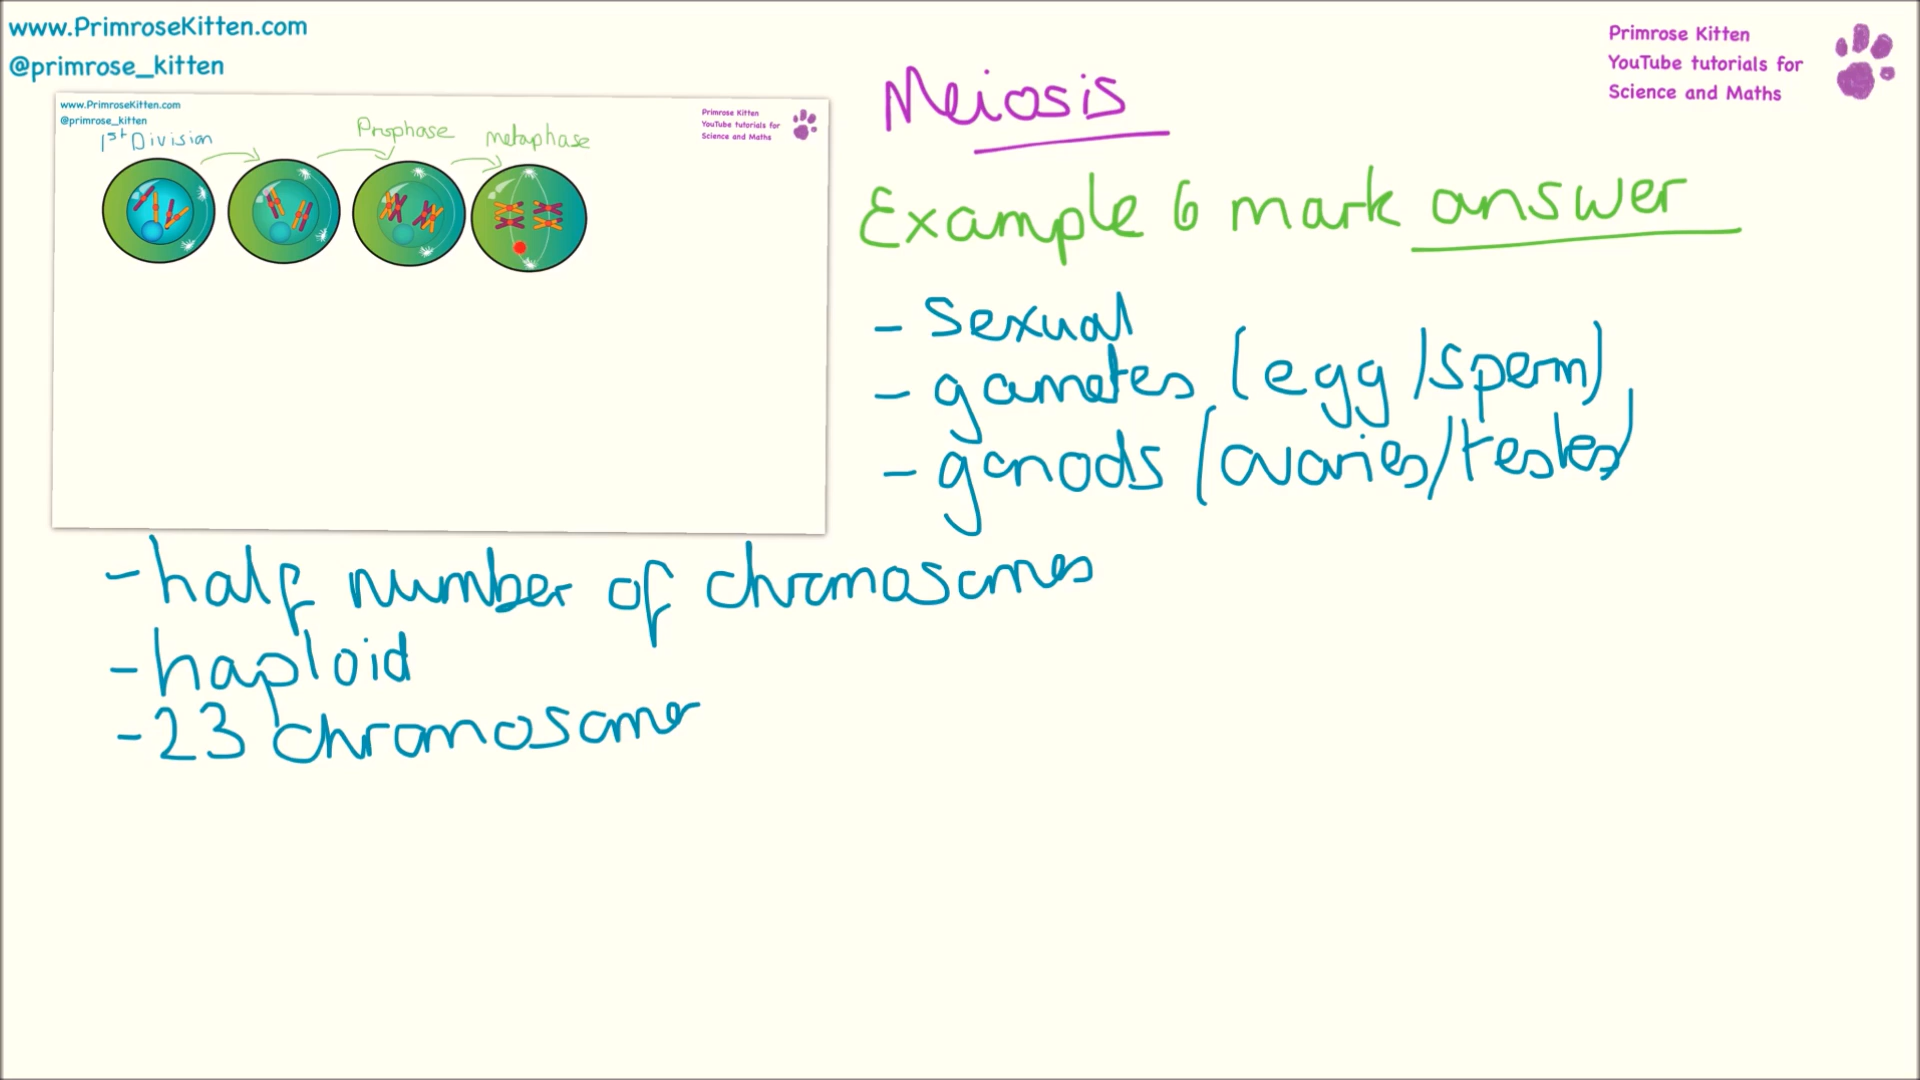 www.PrimroseKitten.com
@primrose_kitten
Primrose Kitten
YouTube tutorials for
Science and Maths
www.PrimroseKitten.com
@primrose_kitten
Primrose Kitten
YouTube tutorials for
Science and Maths
1st Division
Prophase
metaphase
Meiosis
Example 6 mark answer
- sexual
- gametes (egg/sperm)
- gonods (ovaries/testes)
- half number of chromosomes
- haploid
- 23 chromosomes